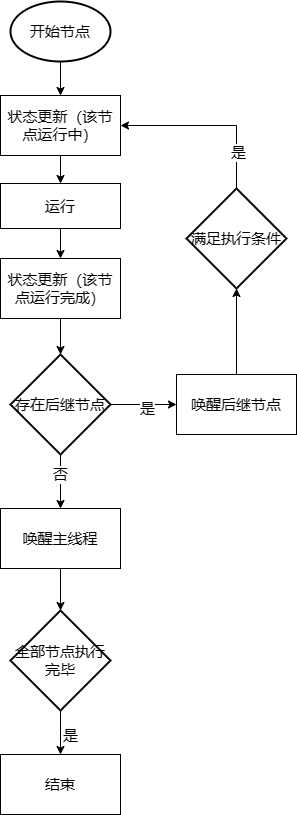 开始节点
状态更新（该节
点运行中）
是
运行
满足执行条件
状态更新（该节
点运行完成）
存在后继节点
是
唤醒后继节点
否
唤醒主线程
全部节点执行
完毕
是
结束